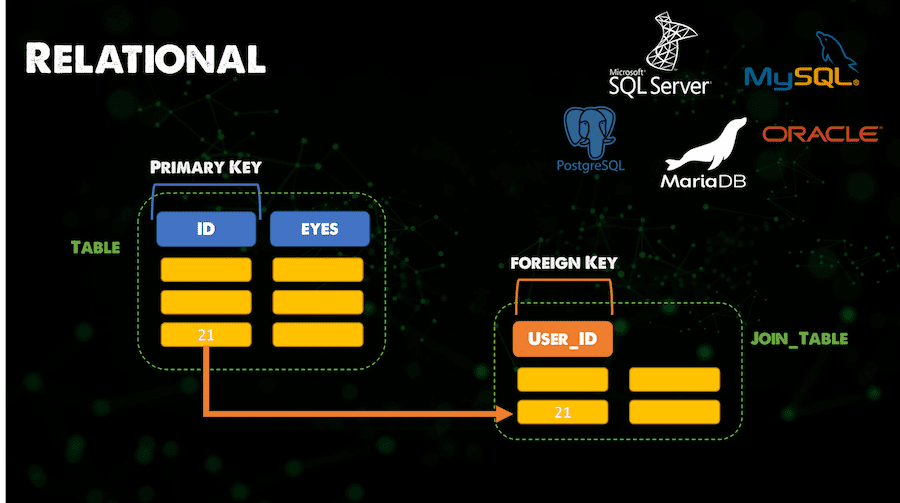 RELATIONAL
Microsoft®
SQL Server®
MySQL®
PostgreSQL
MariaDB
ORACLE®
PRIMARY KEY
TABLE
ID
EYES
21
FOREIGN KEY
USER_ID
JOIN_TABLE
21